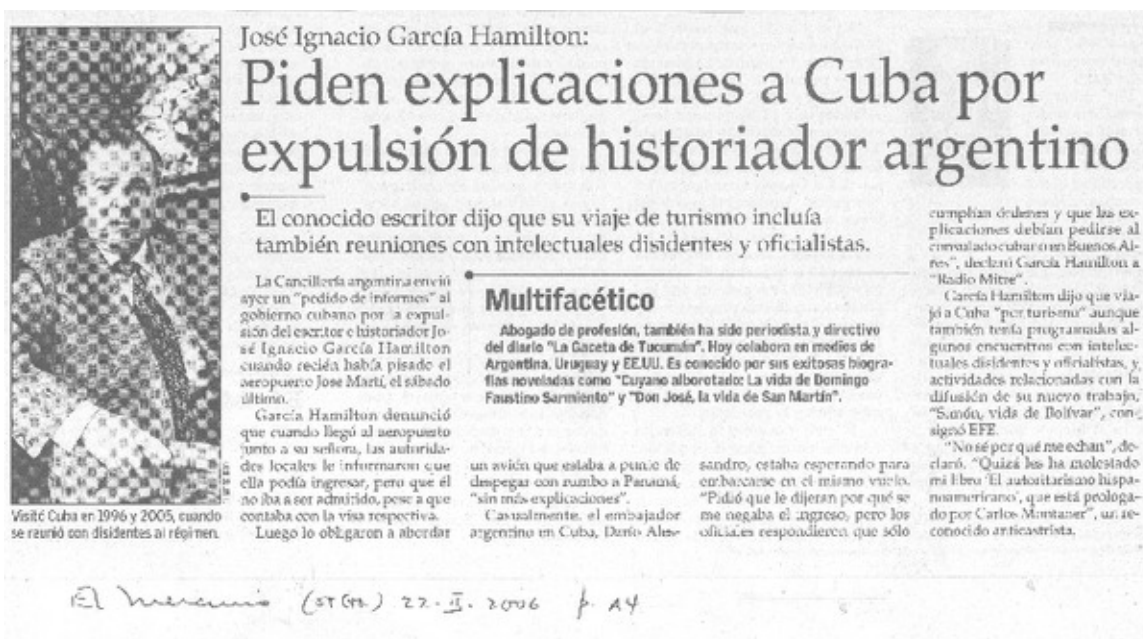 José Ignacio García Hamilton:
Piden explicaciones a Cuba por
expulsión de historiador argentino
El conocido escritor dijo que su viaje de turismo incluía
también reuniones con intelectuales disidentes y oficialistas.
Visitó Cuba en 1996 y 2005, cuando
se reunió con disidentes al régimen.
La Cancillería argentina envió
ayer un "pedido de informes" al
gobierno cubano por la expul-
sión del escritor e historiador Jo-
sé Ignacio García Hamilton
cuando recién había pisado el
aeropuerto José Martí, el sábado
último.
García Hamilton denunció
que cuando llegó al aeropuerto
junto a su señora, las autorida-
des locales le informaron que
ella podía ingresar, pero que él
no iba a ser admitido, pese a que
contaba con la visa respectiva.
Luego lo obligaron a abordar
Multifacético
Abogado de profesión, también ha sido periodista y directivo
del diario "La Gaceta de Tucumán". Hoy colabora en medios de
Argentina, Uruguay y EE.UU. Es conocido por sus exitosas biogra-
fías noveladas como "Cuyano alborotado: La vida de Domingo
Faustino Sarmiento" y "Don José, la vida de San Martín".
un avión que estaba a punto de
despegar con rumbo a Panamá,
"sin más explicaciones".
Casualmente, el embajador
argentino en Cuba, Darío Ales-
sandro, estaba esperando para
embarcarse en el mismo vuelo.
"Pidió que le dijeran por qué se
me negaba el ingreso, pero los
oficiales respondieron que sólo
cumplían órdenes y que las ex-
plicaciones debían pedirse al
consulado cubano en Buenos Ai-
res", declaró García Hamilton a
"Radio Mitre".
García Hamilton dijo que via-
jó a Cuba "por turismo" aunque
también tenía programados al-
gunos encuentros con intelec-
tuales disidentes y oficialistas, y
actividades relacionadas con la
difusión de su nuevo trabajo,
"Simón, vida de Bolívar", con-
signó EFE.
"No sé por qué me echan", de-
claró. "Quizá les ha molestado
mi libro 'El autoritarismo hispa-
noamericano', que está prologa-
do por Carlos Montaner", un re-
conocido anticastrista.
El Mercurio (STGO.) 22-II-2006 p. A4